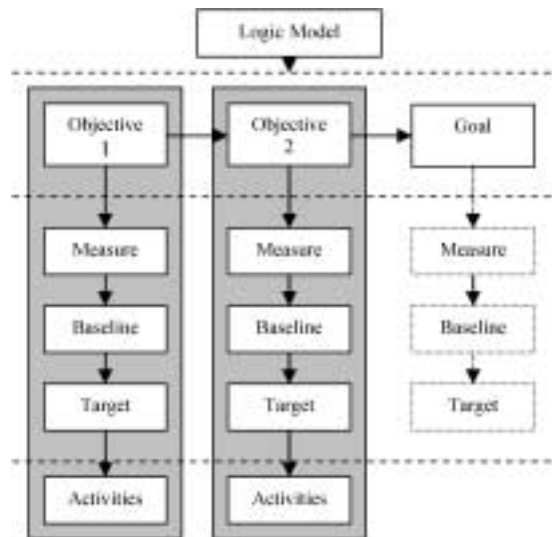 Logic Model
Objective
1
Objective
2
Goal
Measure
Measure
Measure
Baseline
Baseline
Baseline
Target
Target
Target
Activities
Activities